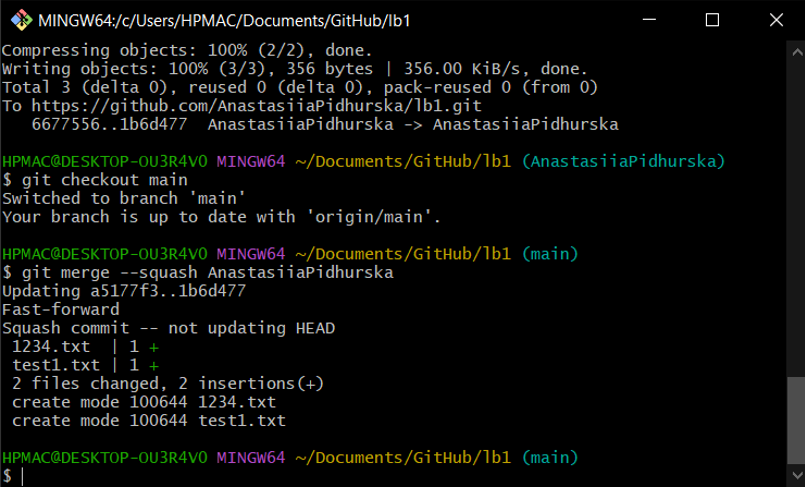 MINGW64:/c/Users/HPMAC/Documents/GitHub/lb1
Compressing objects: 100% (2/2), done.
Writing objects: 100% (3/3), 356 bytes | 356.00 KiB/s, done.
Total 3 (delta 0), reused 0 (delta 0), pack-reused 0 (from 0)
To https://github.com/AnastasiiaPidhurska/lb1.git
   6677556..1b6d477  AnastasiiaPidhurska -> AnastasiiaPidhurska
HPMAC@DESKTOP-OU3R4V0 MINGW64 ~/Documents/GitHub/lb1 (AnastasiiaPidhurska)
$ git checkout main
Switched to branch 'main'
Your branch is up to date with 'origin/main'.
HPMAC@DESKTOP-OU3R4V0 MINGW64 ~/Documents/GitHub/lb1 (main)
$ git merge --squash AnastasiiaPidhurska
Updating a5177f3..1b6d477
Fast-forward
Squash commit -- not updating HEAD
 1234.txt  | 1 +
 test1.txt | 1 +
 2 files changed, 2 insertions(+)
 create mode 100644 1234.txt
 create mode 100644 test1.txt
HPMAC@DESKTOP-OU3R4V0 MINGW64 ~/Documents/GitHub/lb1 (main)
$